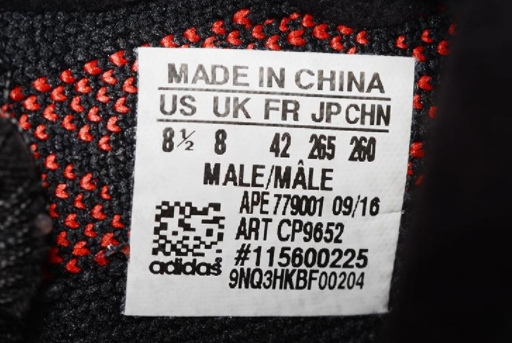 MADE IN CHINA
US UK FR JP CHN
8½ 8 42 265 260
MALE/MÂLE
APE 779001 09/16
ART CP9652
#115600225
adidas
9NQ3HKBF00204